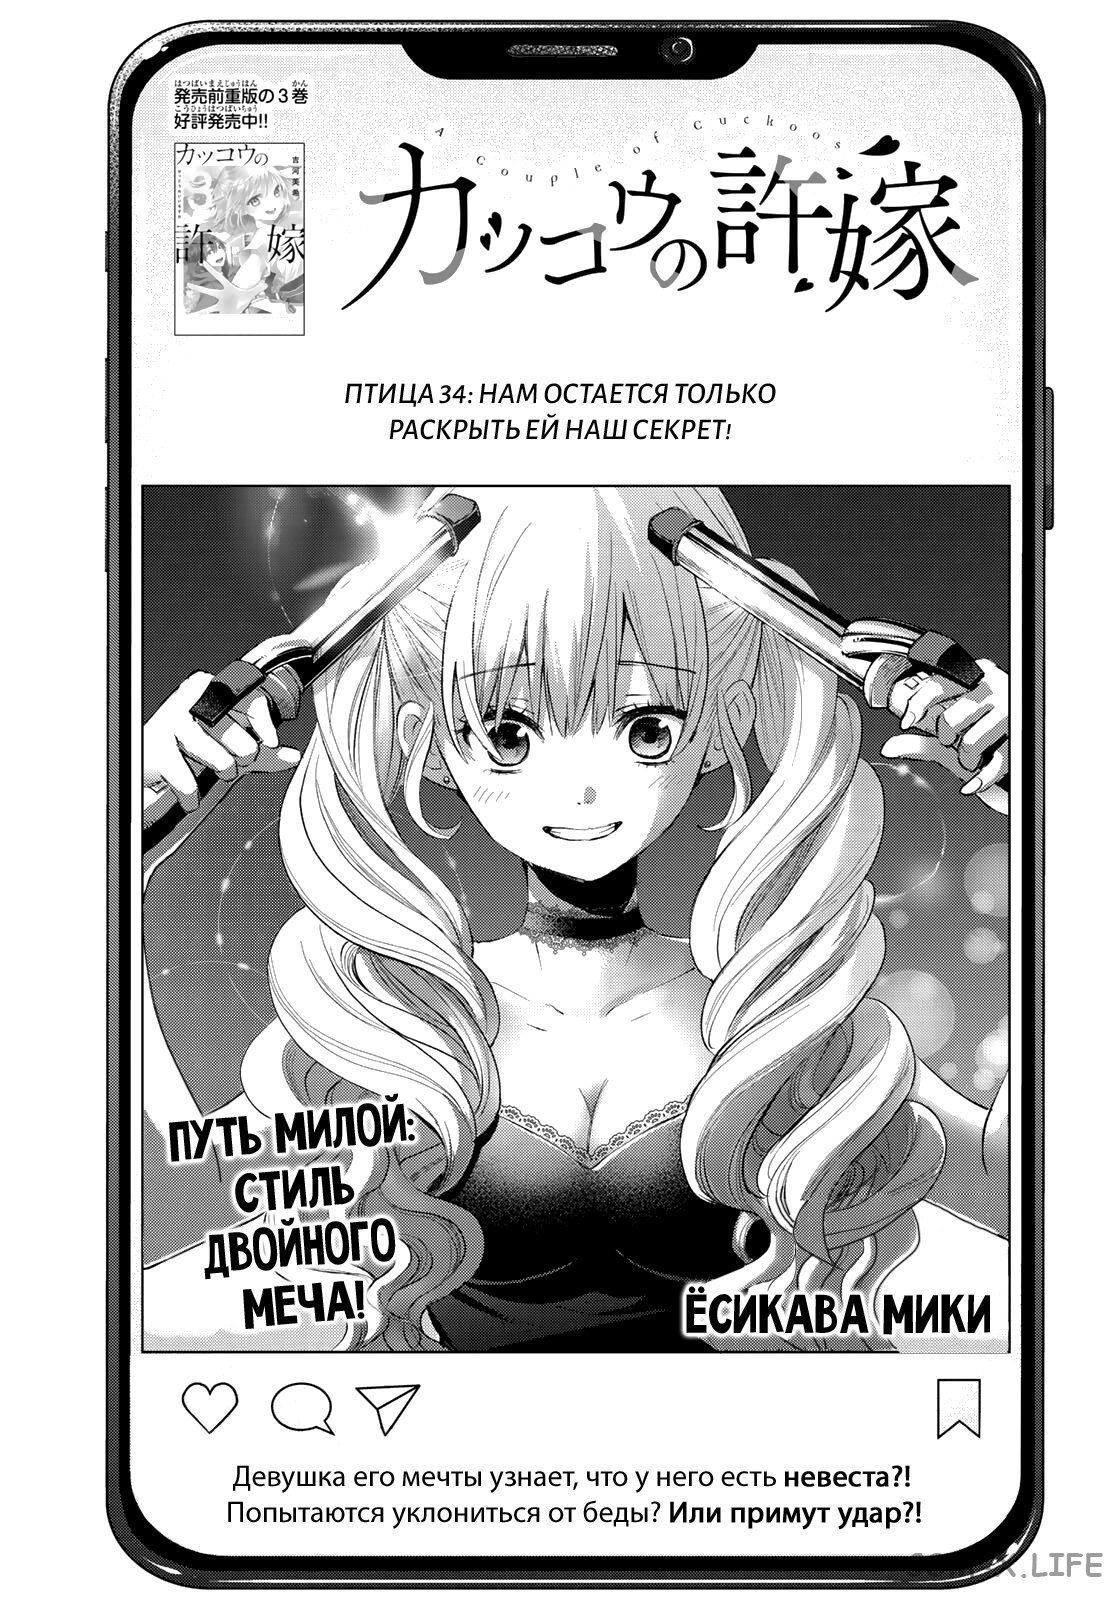 発売前重版の3巻
好評発売中!!
A Couple of Cuckoos
カッコウの許嫁
カッコウの
吉河美希
許嫁
ПТИЦА 34: НАМ ОСТАЕТСЯ ТОЛЬКО
РАСКРЫТЬ ЕЙ НАШ СЕКРЕТ!
ПУТЬ МИЛОЙ:
СТИЛЬ
ДВОЙНОГО
МЕЧА!
ЁСИКАВА МИКИ
Девушка его мечты узнает, что у него есть невеста?!
Попытаются уклониться от беды? Или примут удар?!